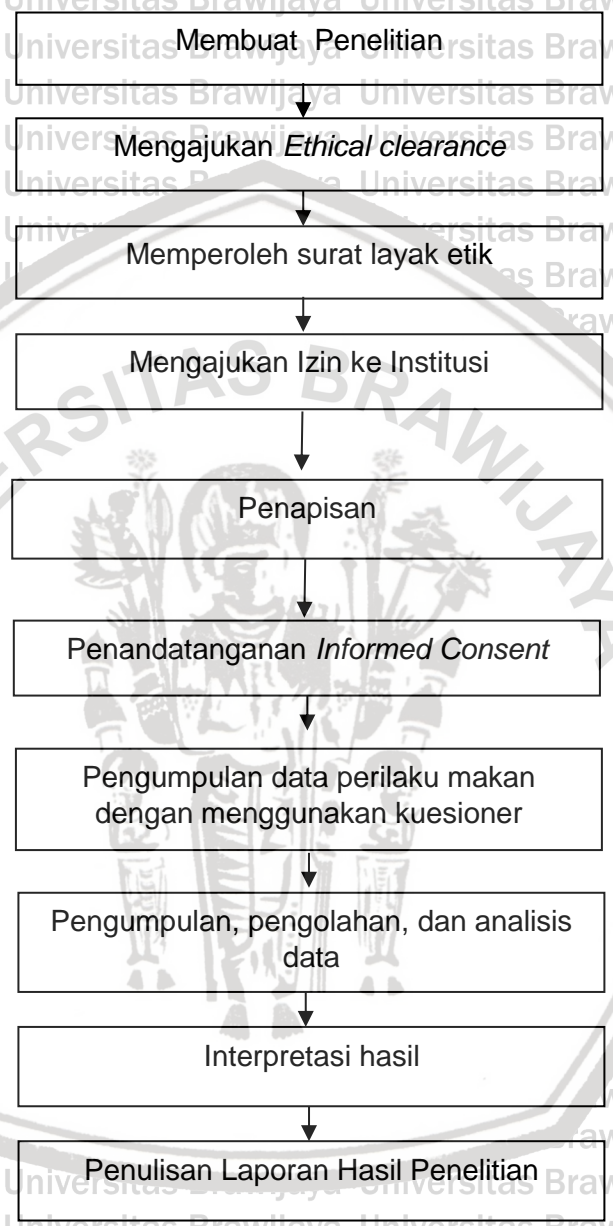 Membuat Penelitian
Mengajukan Ethical clearance
Memperoleh surat layak etik
Mengajukan Izin ke Institusi
Penapisan
Penandatanganan Informed Consent
Pengumpulan data perilaku makan
dengan menggunakan kuesioner
Pengumpulan, pengolahan, dan analisis
data
Interpretasi hasil
Penulisan Laporan Hasil Penelitian